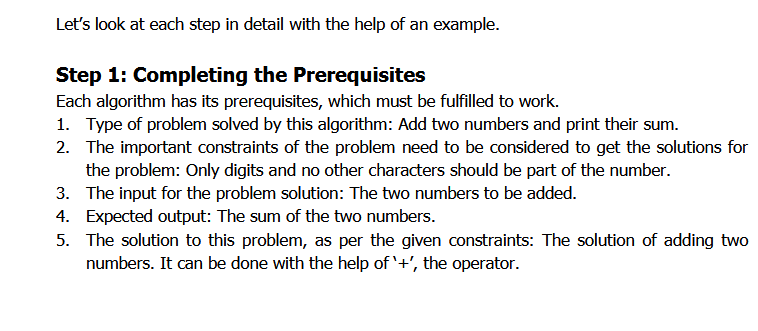 Let's look at each step in detail with the help of an example.
Step 1: Completing the Prerequisites
Each algorithm has its prerequisites, which must be fulfilled to work.
1. Type of problem solved by this algorithm: Add two numbers and print their sum.
2. The important constraints of the problem need to be considered to get the solutions for
the problem: Only digits and no other characters should be part of the number.
3. The input for the problem solution: The two numbers to be added.
4. Expected output: The sum of the two numbers.
5. The solution to this problem, as per the given constraints: The solution of adding two
numbers. It can be done with the help of ‘+’, the operator.